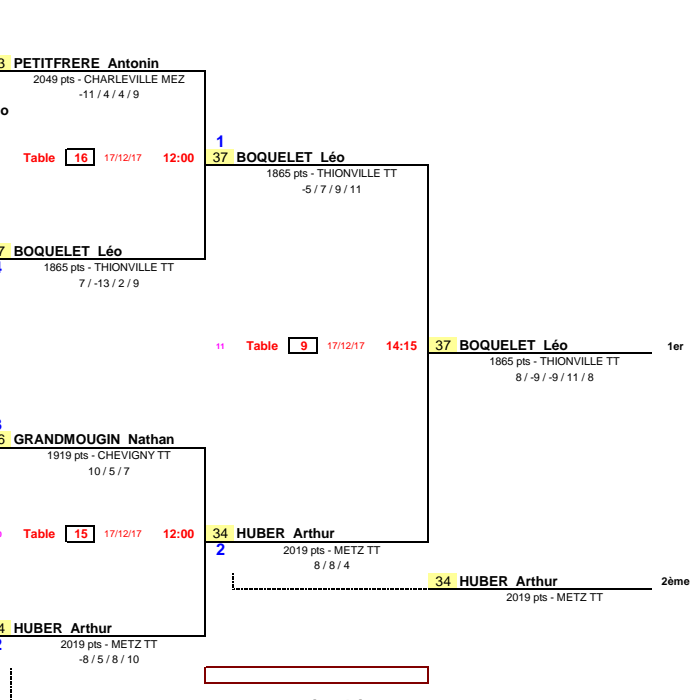 3 PETITFRERE Antonin
2049 pts - CHARLEVILLE MEZ
-11 / 4 / 4 / 9
o
1
Table 16 17/12/17 12:00 37 BOQUELET Léo
1865 pts - THIONVILLE TT
-5 / 7 / 9 / 11
7 BOQUELET Léo
1865 pts - THIONVILLE TT
7 / -13 / 2 / 9
11 Table 9 17/12/17 14:15 37 BOQUELET Léo 1er
1865 pts - THIONVILLE TT
8 / -9 / -9 / 11 / 8
6 GRANDMOUGIN Nathan
1919 pts - CHEVIGNY TT
10 / 5 / 7
Table 15 17/12/17 12:00 34 HUBER Arthur
2
2019 pts - METZ TT
8 / 8 / 4
34 HUBER Arthur 2ème
2019 pts - METZ TT
4 HUBER Arthur
2019 pts - METZ TT
-8 / 5 / 8 / 10